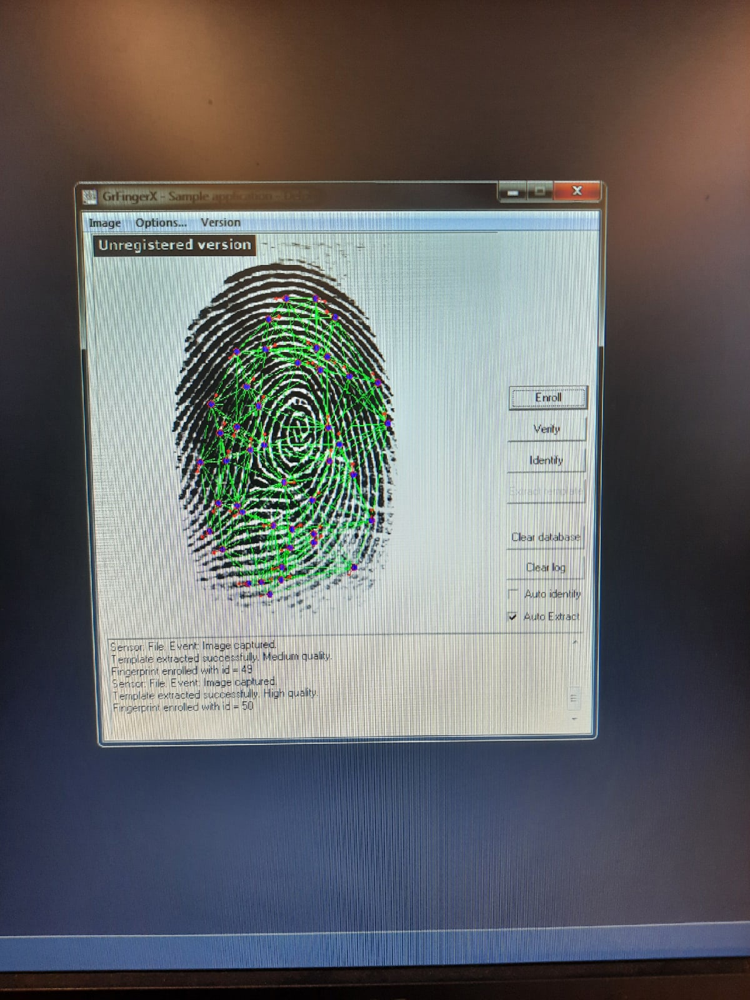 GrFingerX - Sample application -
Image Options... Version
Unregistered version
Enroll
Verify
Identify
Extract template
Clear database
Clear log
Auto identify
Auto Extract
Sensor: File. Event: Image captured.
Template extracted successfully. Medium quality.
Fingerprint enrolled with id = 49
Sensor: File. Event: Image captured.
Template extracted successfully. High quality.
Fingerprint enrolled with id = 50